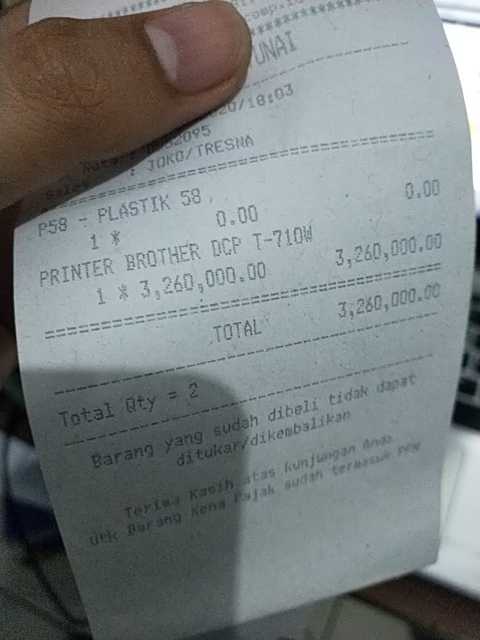 UNAI
20/18:03
82095
: JOKO/TRESNA
P58 - PLASTIK 58,
1 * 0.00 0.00
PRINTER BROTHER DCP T-710W
1 * 3,260,000.00 3,260,000.00
TOTAL 3,260,000.00
Total Qty = 2
Barang yang sudah dibeli tidak dapat
ditukar/dikembalikan
Terima Kasih atas kunjungan Anda
Utk Barang Kena Pajak sudah termasuk PPN